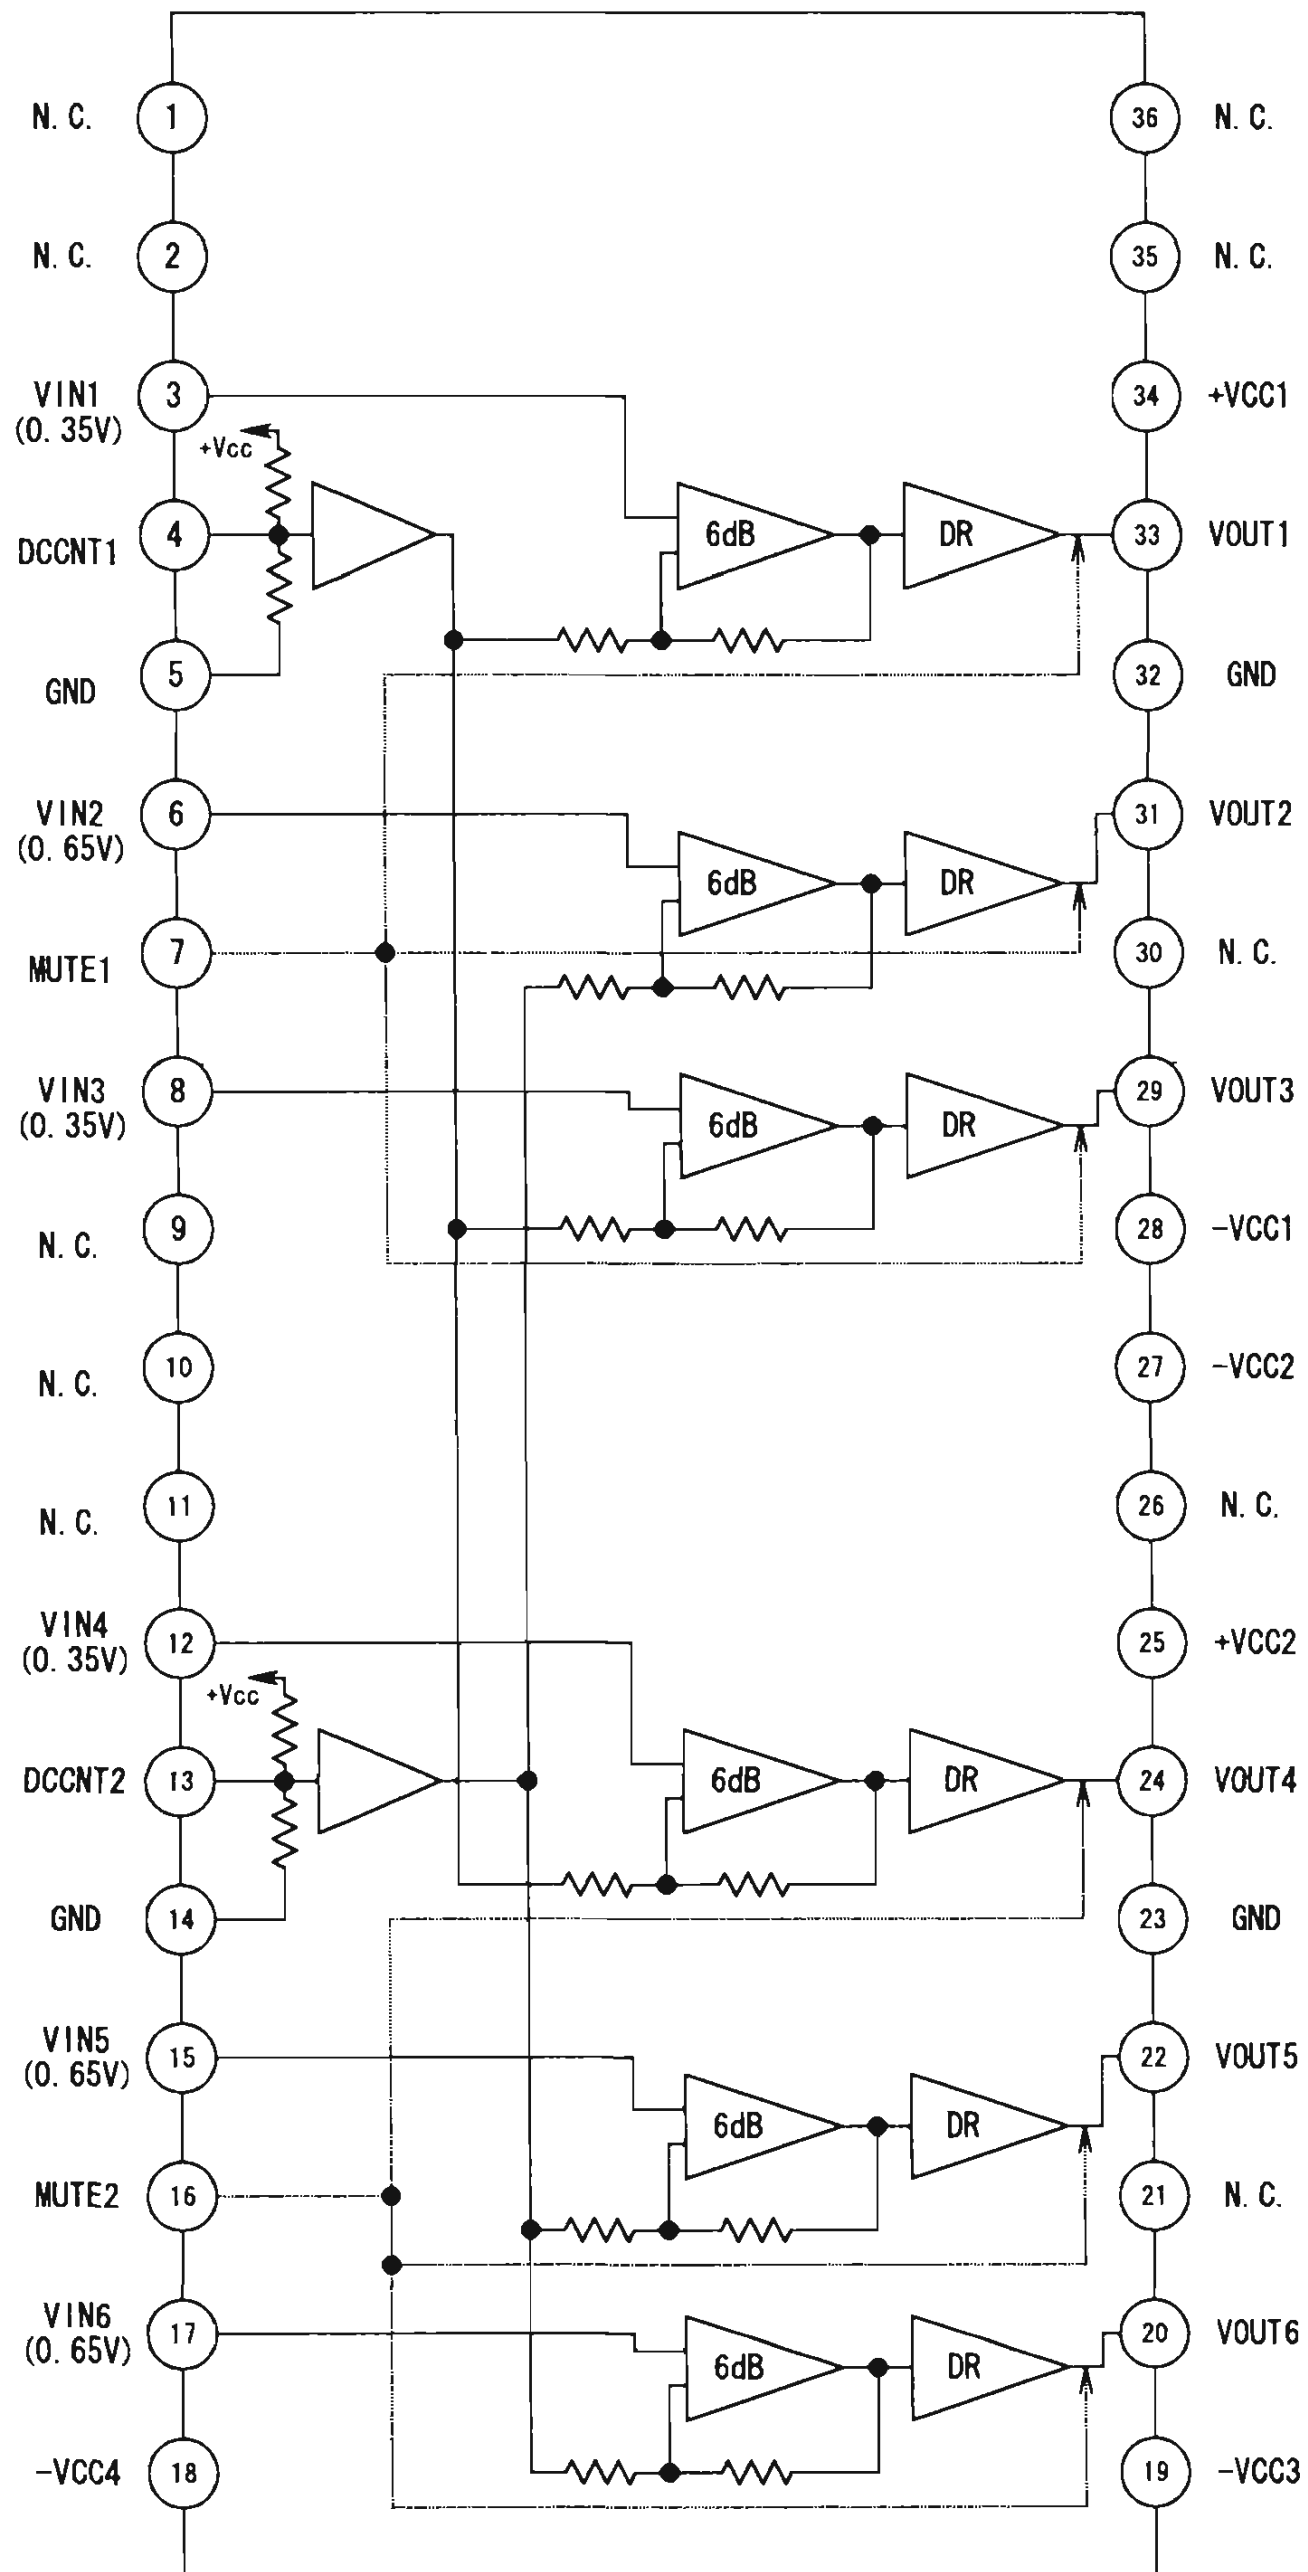 N. C. 1 36 N. C.
N. C. 2 35 N. C.
VIN1 3 34 +VCC1
(0. 35V)
+Vcc
DCCNT1 4 6dB DR 33 VOUT1
GND 5 32 GND
VIN2 6 31 VOUT2
(0. 65V)
6dB DR
MUTE1 7 30 N. C.
VIN3 8 29 VOUT3
(0. 35V)
6dB DR
N. C. 9 28 -VCC1
N. C. 10 27 -VCC2
N. C. 11 26 N. C.
VIN4 12 25 +VCC2
(0. 35V)
+Vcc
DCCNT2 13 6dB DR 24 VOUT4
GND 14 23 GND
VIN5 15 22 VOUT5
(0. 65V)
6dB DR
MUTE2 16 21 N. C.
VIN6 17 20 VOUT6
(0. 65V)
6dB DR
-VCC4 18 19 -VCC3